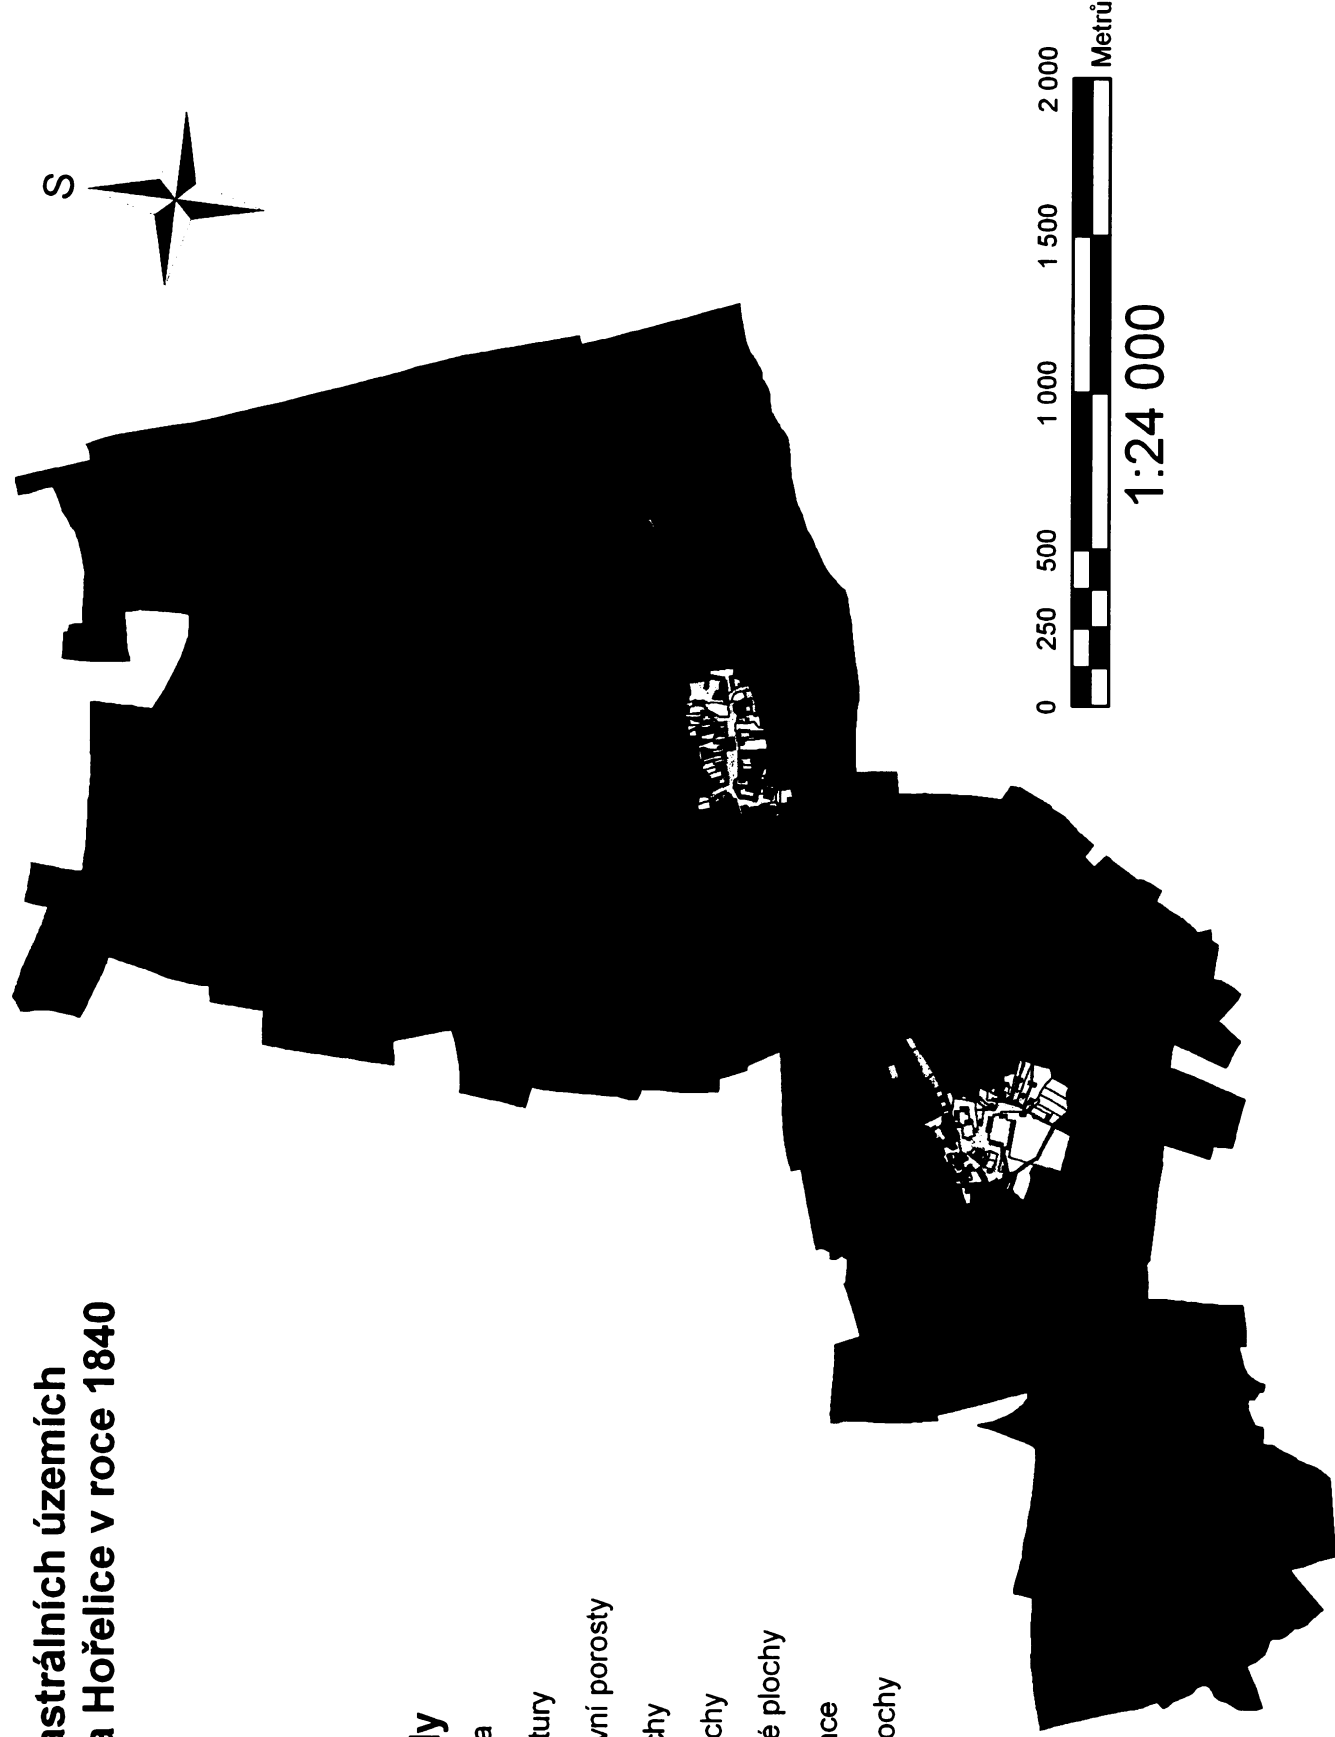 astrálních územích
a Hořelice v roce 1840
S
ly
a
tury
vní porosty
chy
chy
é plochy
ace
ochy
0 250 500 1 000 1 500 2 000
Metrů
1:24 000